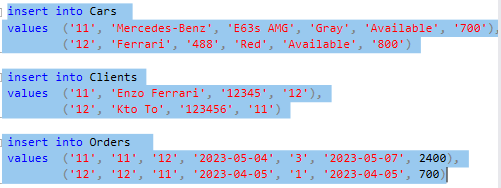 insert into Cars
values ('11', 'Mercedes-Benz', 'E63s AMG', 'Gray', 'Available', '700'),
('12', 'Ferrari', '488', 'Red', 'Available', '800')
insert into Clients
values ('11', 'Enzo Ferrari', '12345', '12'),
('12', 'Kto To', '123456', '11')
insert into Orders
values ('11', '11', '12', '2023-05-04', '3', '2023-05-07', 2400),
('12', '12', '11', '2023-04-05', '1', '2023-04-05', 700)